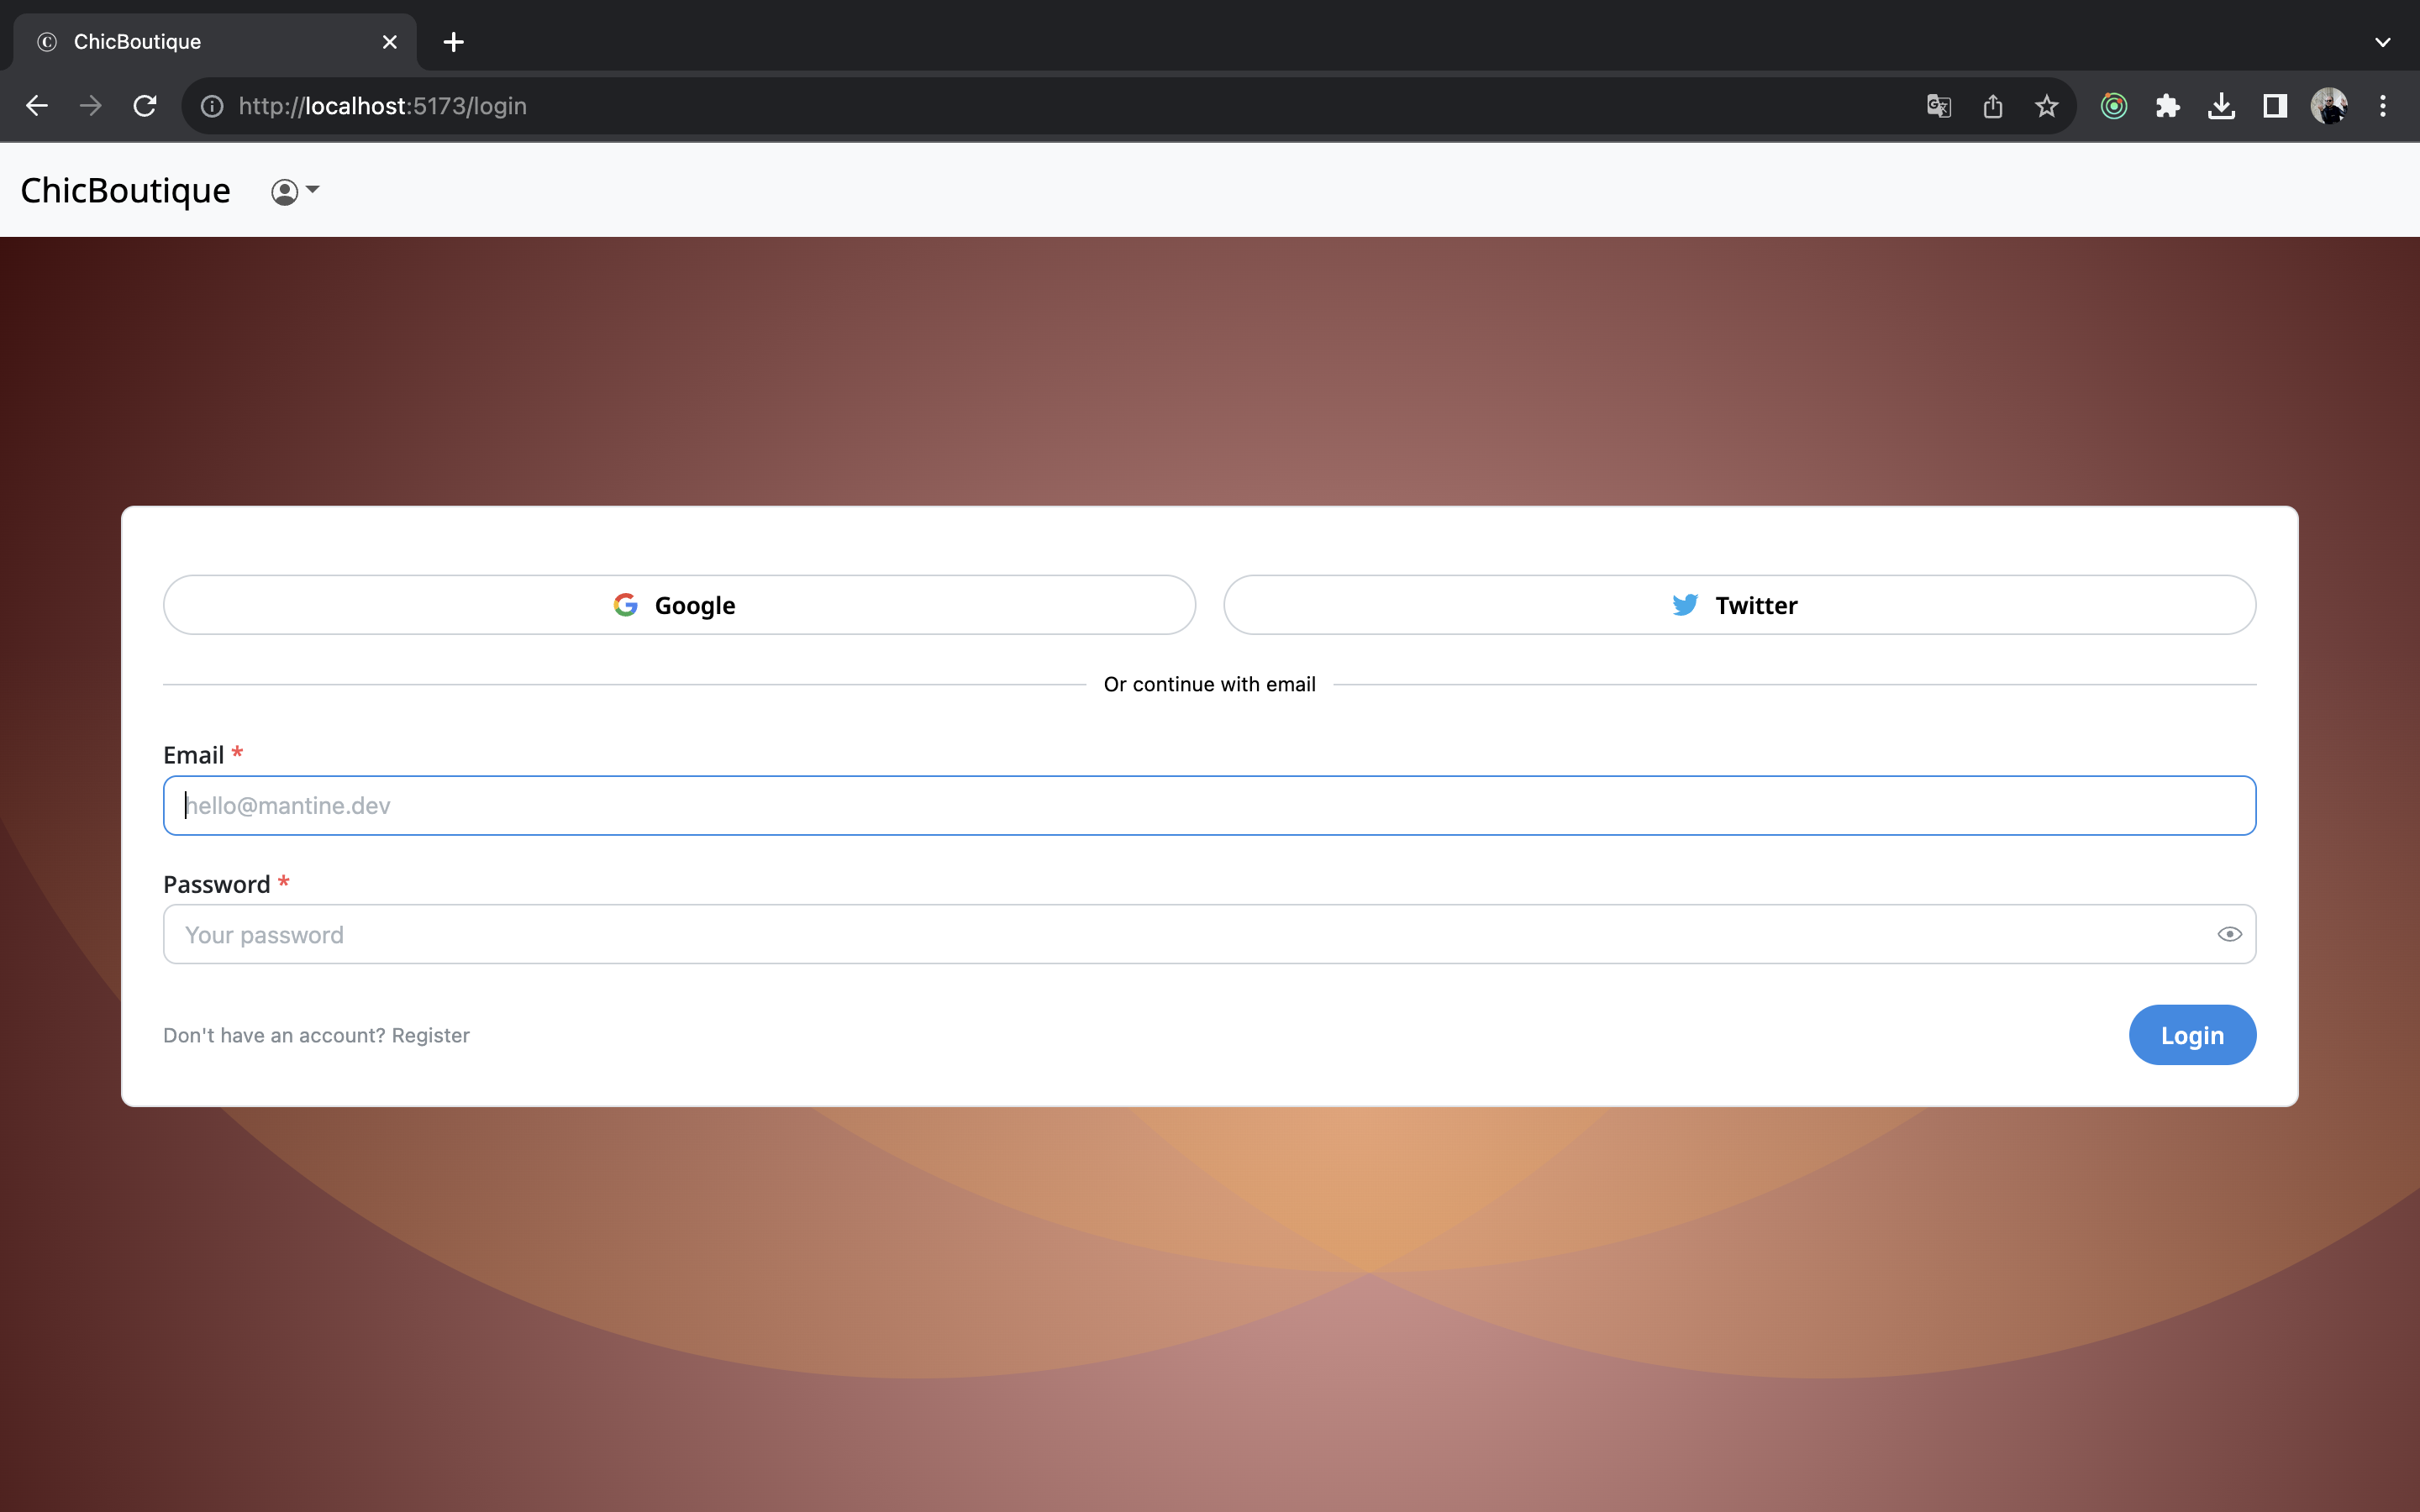 ChicBoutique
http://localhost:5173/login
ChicBoutique
Google
Twitter
Or continue with email
Email *
hello@mantine.dev
Password *
Your password
Don't have an account? Register
Login